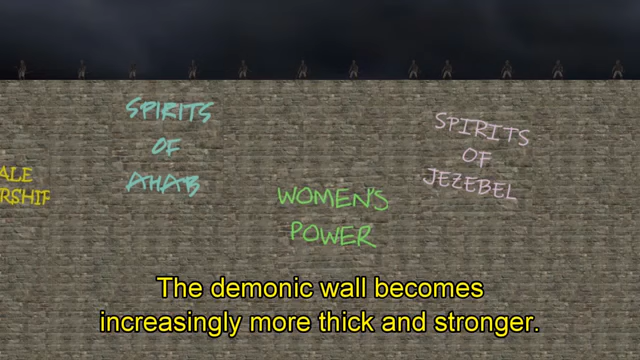 SPIRITS
OF
AHAB
ALE
RSHIP
WOMEN'S
POWER
SPIRITS
OF
JEZEBEL
The demonic wall becomes
increasingly more thick and stronger.